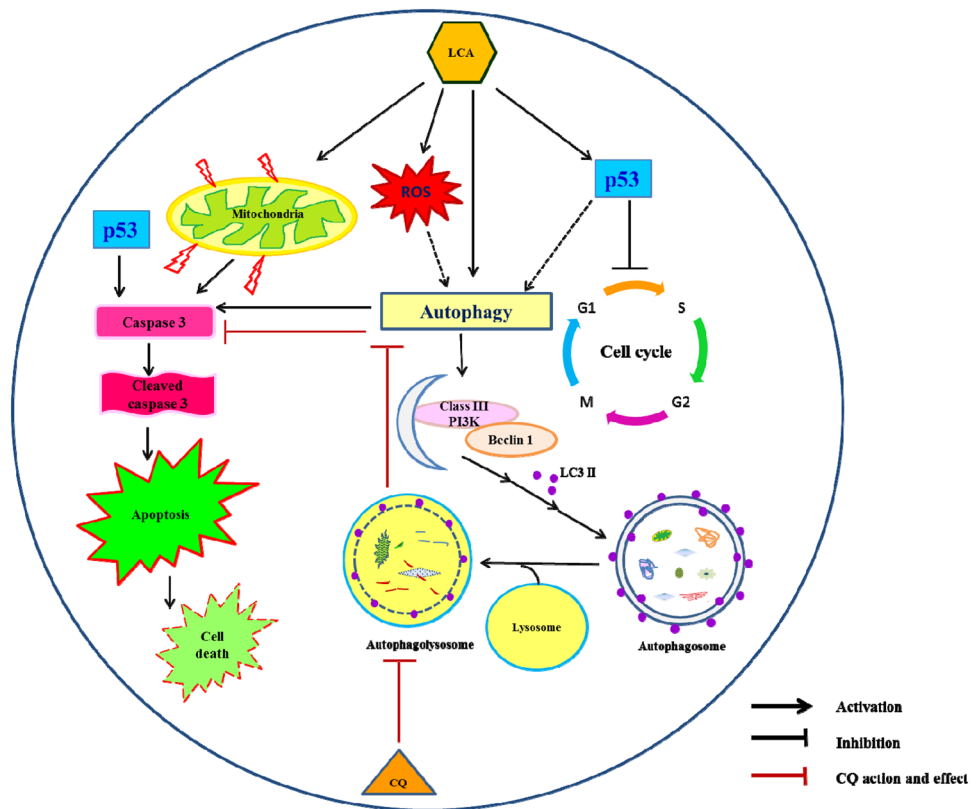 LCA
ROS
p53
Mitochondria
p53
Autophagy
G1
S
Caspase 3
Cell cycle
Cleaved
caspase 3
M
G2
Class III
PI3K
Beclin 1
LC3 II
Apoptosis
Lysosome
Cell
death
Autophagolysosome
Autophagosome
Activation
Inhibition
CQ action and effect
CQ